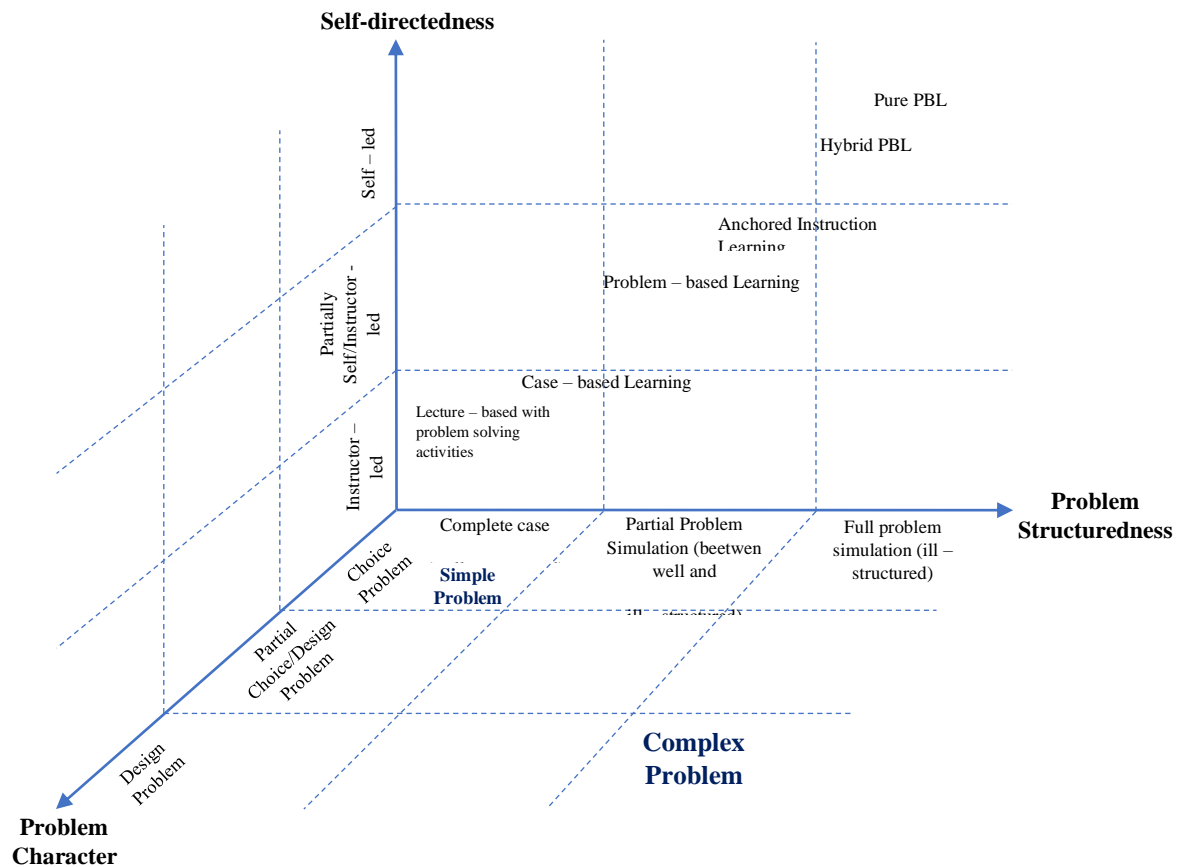 Self-directedness
Pure PBL
Hybrid PBL
Self – led
Anchored Instruction
Learning
Problem – based Learning
Partially
Self/Instructor -
led
Case – based Learning
Lecture – based with
problem solving
activities
Instructor –
led
Problem
Structuredness
Complete case
Partial Problem
Simulation (beetwen
well and
ill – structured)
Full problem
simulation (ill –
structured)
Choice
Problem
Simple
Problem
Partial
Choice/Design
Problem
Design
Problem
Complex
Problem
Problem
Character